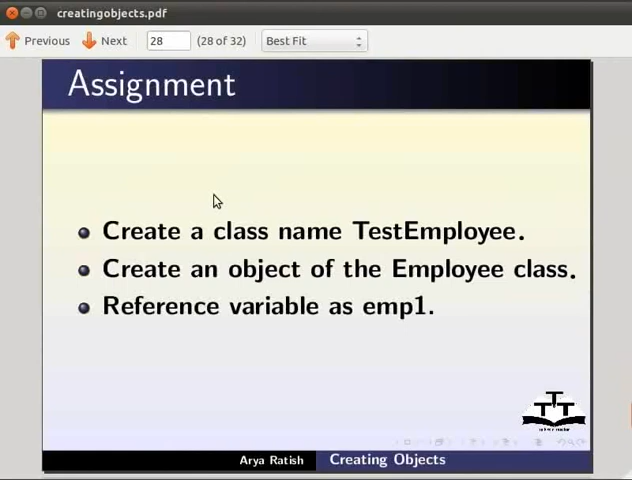 creatingobjects.pdf
Previous Next 28 (28 of 32) Best Fit
Assignment
Create a class name TestEmployee.
Create an object of the Employee class.
Reference variable as emp1.
Arya Ratish Creating Objects